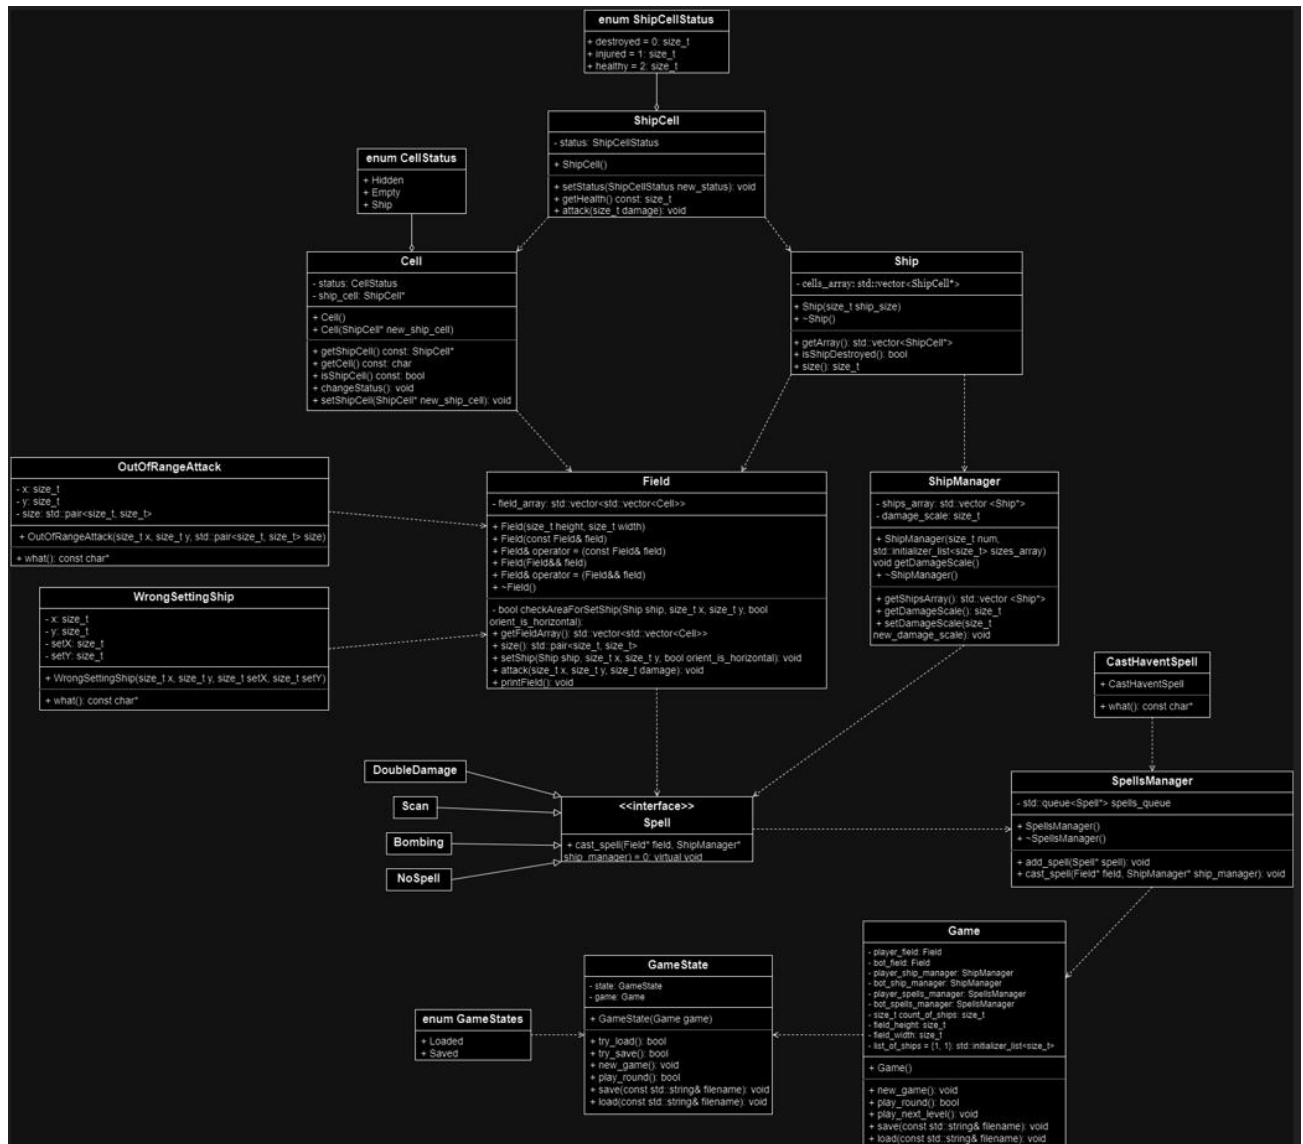 enum ShipCellStatus
+ destroyed = 0: size_t
+ injured = 1: size_t
+ healthy = 2: size_t
ShipCell
- status: ShipCellStatus
+ ShipCell()
+ setStatus(ShipCellStatus new_status): void
+ getHealth() const: size_t
+ attack(size_t damage): void
enum CellStatus
+ Hidden
+ Empty
+ Ship
Cell
- status: CellStatus
- ship_cell: ShipCell*
+ Cell()
+ Cell(ShipCell* new_ship_cell)
+ getShipCell() const: ShipCell*
+ getCell() const: char
+ isShipCell() const: bool
+ changeStatus(): void
+ setShipCell(ShipCell* new_ship_cell): void
Ship
- cells_array: std::vector<ShipCell*>
+ Ship(size_t ship_size)
+ ~Ship()
+ getArray(): std::vector<ShipCell*>
+ isShipDestroyed(): bool
+ size(): size_t
OutOfRangeAttack
- x: size_t
- y: size_t
- size: std::pair<size_t, size_t>
+ OutOfRangeAttack(size_t x, size_t y, std::pair<size_t, size_t> size)
+ what(): const char*
WrongSettingShip
- x: size_t
- y: size_t
- setX: size_t
- setY: size_t
+ WrongSettingShip(size_t x, size_t y, size_t setX, size_t setY)
+ what(): const char*
Field
- field_array: std::vector<std::vector<Cell>>
+ Field(size_t height, size_t width)
+ Field(const Field& field)
+ Field& operator = (const Field& field)
+ Field(Field&& field)
+ Field& operator = (Field&& field)
+ ~Field()
- bool checkAreaForSetShip(Ship ship, size_t x, size_t y, bool
orient_is_horizontal):
+ getFieldArray(): std::vector<std::vector<Cell>>
+ size(): std::pair<size_t, size_t>
+ setShip(Ship ship, size_t x, size_t y, bool orient_is_horizontal): void
+ attack(size_t x, size_t y, size_t damage): void
+ printField(): void
ShipManager
- ships_array: std::vector <Ship*>
- damage_scale: size_t
+ ShipManager(size_t num,
std::initializer_list<size_t> sizes_array)
void getDamageScale()
+ ~ShipManager()
+ getShipsArray(): std::vector <Ship*>
+ getDamageScale(): size_t
+ setDamageScale(size_t
new_damage_scale): void
CastHaventSpell
+ CastHaventSpell
+ what(): const char*
DoubleDamage
Scan
Bombing
NoSpell
<<interface>>
Spell
+ cast_spell(Field* field, ShipManager*
ship_manager) = 0: virtual void
SpellsManager
- std::queue<Spell*> spells_queue
+ SpellsManager()
+ ~SpellsManager()
+ add_spell(Spell* spell): void
+ cast_spell(Field* field, ShipManager* ship_manager): void
enum GameStates
+ Loaded
+ Saved
GameState
- state: GameState
- game: Game
+ GameState(Game game)
+ try_load(): bool
+ try_save(): bool
+ new_game(): void
+ play_round(): bool
+ save(const std::string& filename): void
+ load(const std::string& filename): void
Game
- player_field: Field
- bot_field: Field
- player_ship_manager: ShipManager
- bot_ship_manager: ShipManager
- player_spells_manager: SpellsManager
- bot_spells_manager: SpellsManager
- size_t count_of_ships: size_t
- field_height: size_t
- field_width: size_t
- list_of_ships = {1, 1}: std::initializer_list<size_t>
+ Game()
+ new_game(): void
+ play_round(): bool
+ play_next_level(): void
+ save(const std::string& filename): void
+ load(const std::string& filename): void